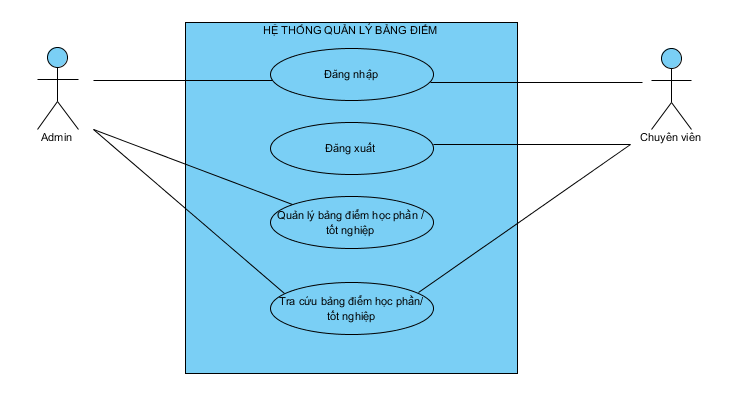 HỆ THỐNG QUẢN LÝ BẢNG ĐIỂM
Đăng nhập
Admin
Chuyên viên
Đăng xuất
Quản lý bảng điểm học phần /
tốt nghiệp
Tra cứu bảng điểm học phần/
tốt nghiệp